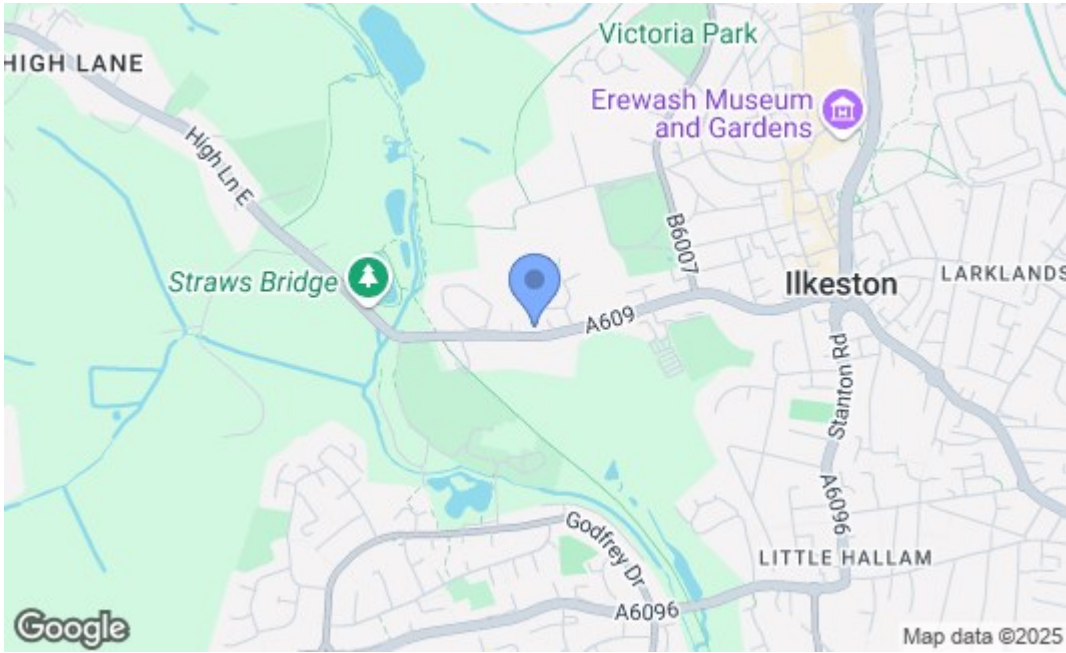 Victoria Park
HIGH LANE
Erewash Museum
and Gardens
High Ln E
B6007
Straws Bridge
Ilkeston
LARKLANDS
A609
Stanton Rd
A6096
Godfrey Dr
LITTLE HALLAM
A6096
Google
Map data ©2025